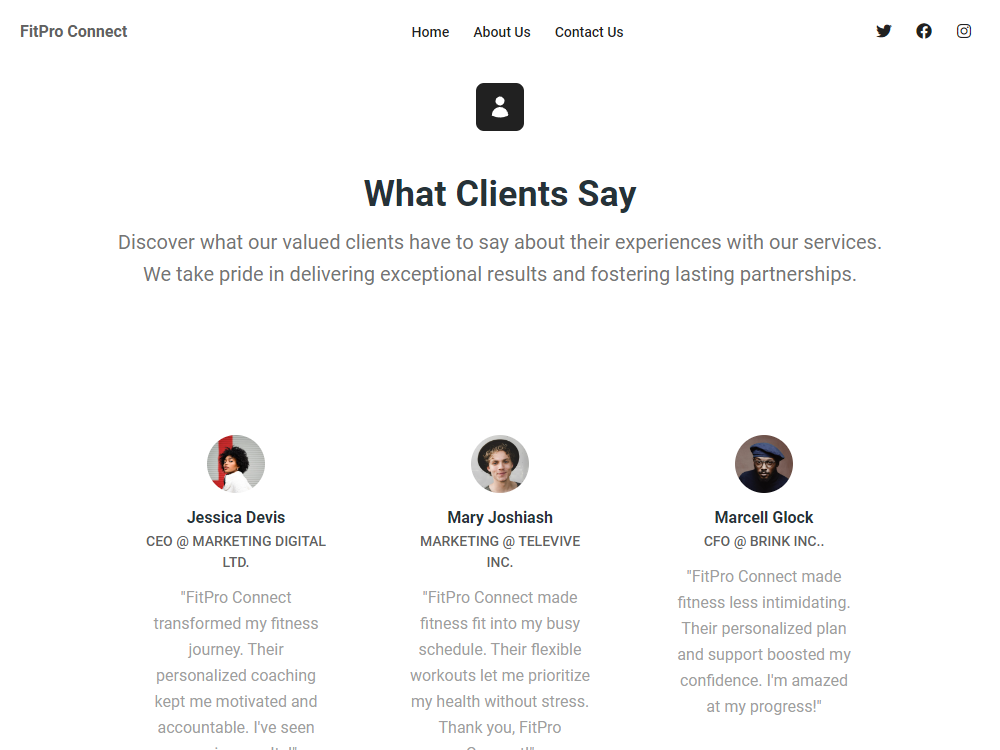 FitPro Connect
Home About Us Contact Us
What Clients Say
Discover what our valued clients have to say about their experiences with our services.
We take pride in delivering exceptional results and fostering lasting partnerships.
Jessica Devis
CEO @ MARKETING DIGITAL
LTD.
"FitPro Connect
transformed my fitness
journey. Their
personalized coaching
kept me motivated and
accountable. I've seen
Mary Joshiash
MARKETING @ TELEVIVE
INC.
"FitPro Connect made
fitness fit into my busy
schedule. Their flexible
workouts let me prioritize
my health without stress.
Thank you, FitPro
Marcell Glock
CFO @ BRINK INC..
"FitPro Connect made
fitness less intimidating.
Their personalized plan
and support boosted my
confidence. I'm amazed
at my progress!"